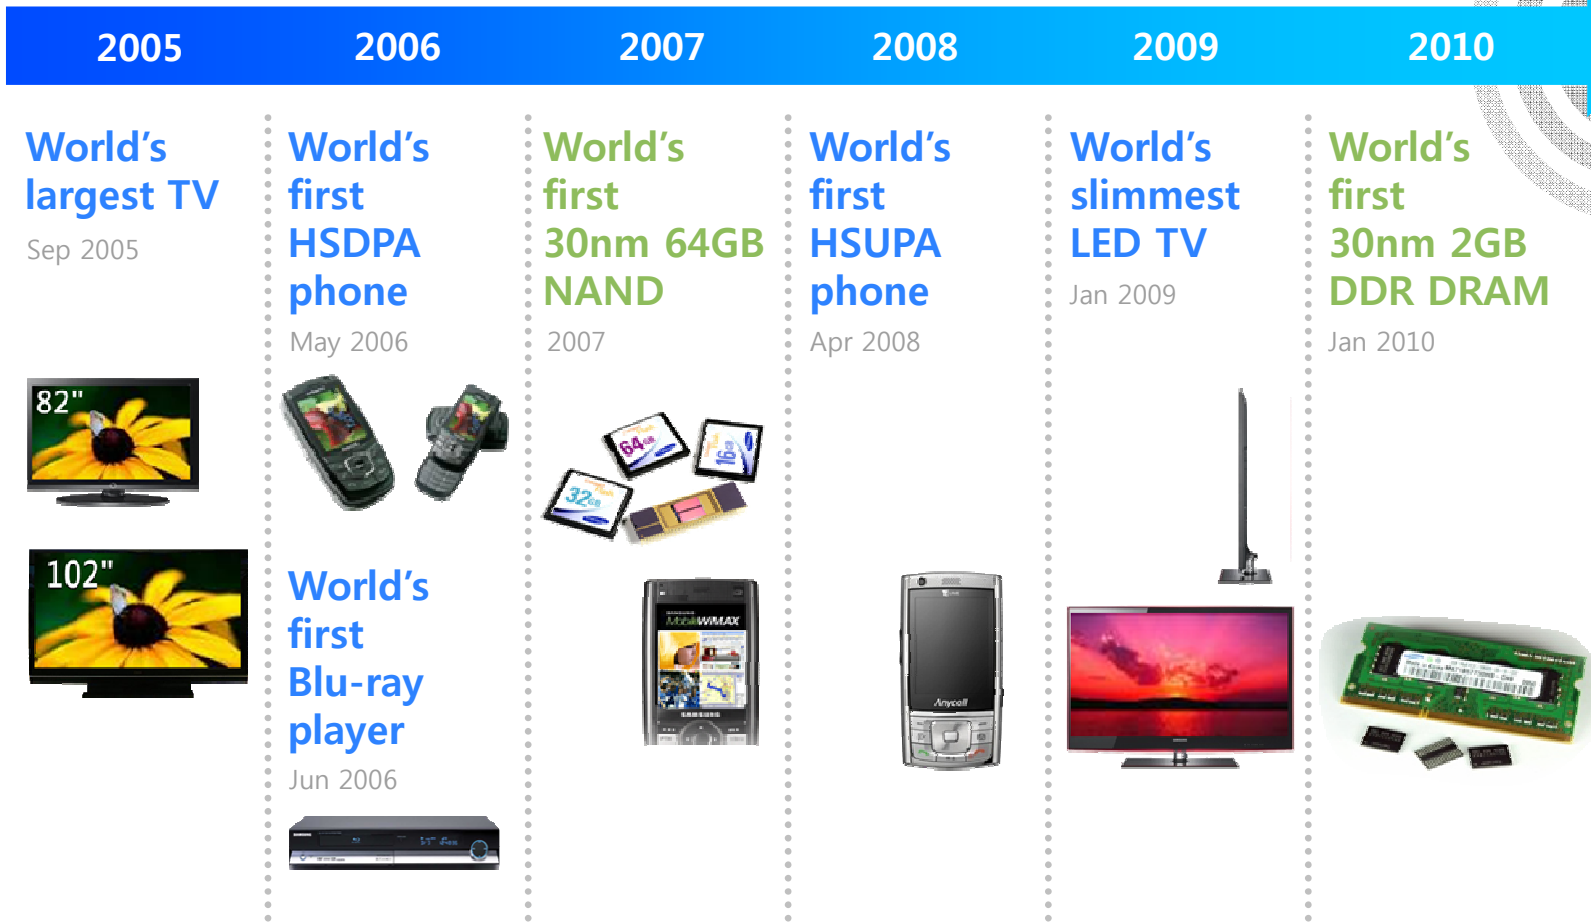 2005
2006
2007
2008
2009
2010
World's
largest TV
Sep 2005
82"
102"
World's
first
HSDPA
phone
May 2006
World's
first
Blu-ray
player
Jun 2006
World's
first
30nm 64GB
NAND
2007
64GB
16GB
32GB
Mobile WiMAX
SAMSUNG
World's
first
HSUPA
phone
Apr 2008
Anycall
World's
slimmest
LED TV
Jan 2009
World's
first
30nm 2GB
DDR DRAM
Jan 2010